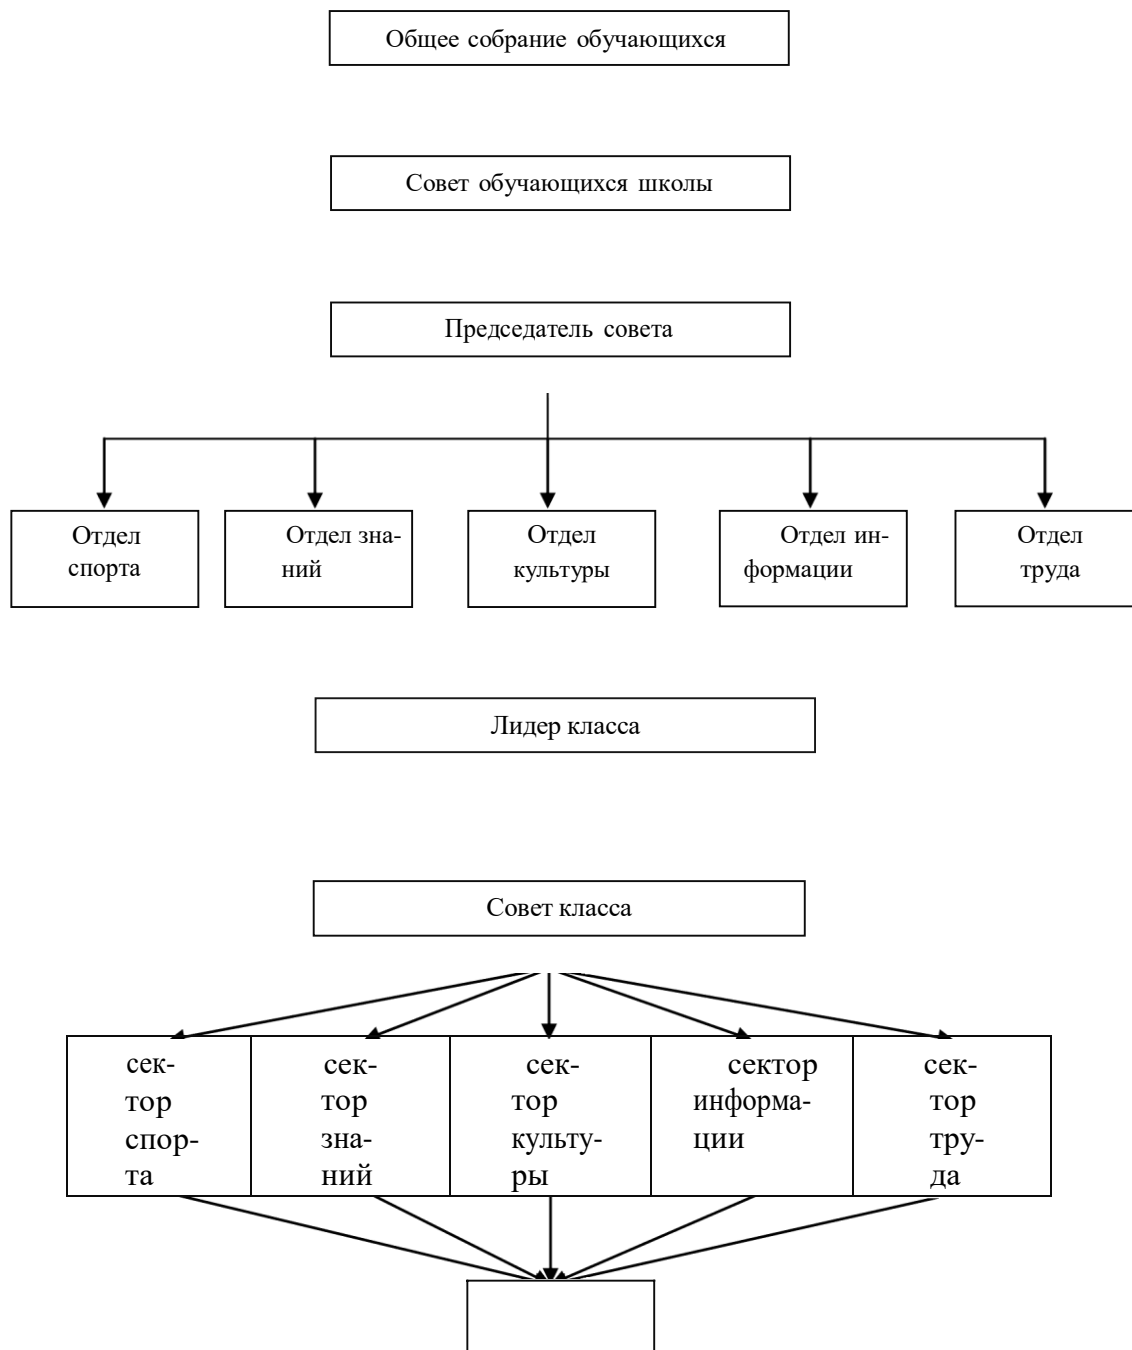 Общее собрание обучающихся
Совет обучающихся школы
Председатель совета
Отдел
спорта
Отдел зна-
ний
Отдел
культуры
Отдел ин-
формации
Отдел
труда
Лидер класса
Совет класса
сек-
тор
спор-
та
сек-
тор
зна-
ний
сек-
тор
культу-
ры
сектор
информа-
ции
сек-
тор
тру-
да